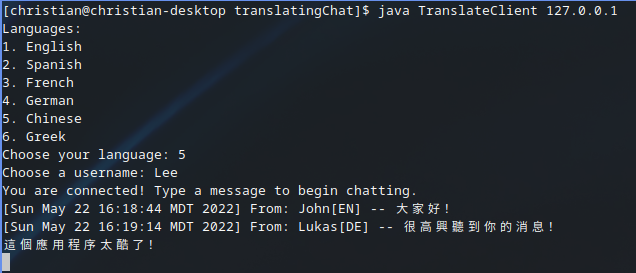 [christian@christian-desktop translatingChat]$ java TranslateClient 127.0.0.1
Languages:
1. English
2. Spanish
3. French
4. German
5. Chinese
6. Greek
Choose your language: 5
Choose a username: Lee
You are connected! Type a message to begin chatting.
[Sun May 22 16:18:44 MDT 2022] From: John[EN] -- 大家好！
[Sun May 22 16:19:14 MDT 2022] From: Lukas[DE] -- 很高興聽到你的消息！
這個應用程序太酷了！